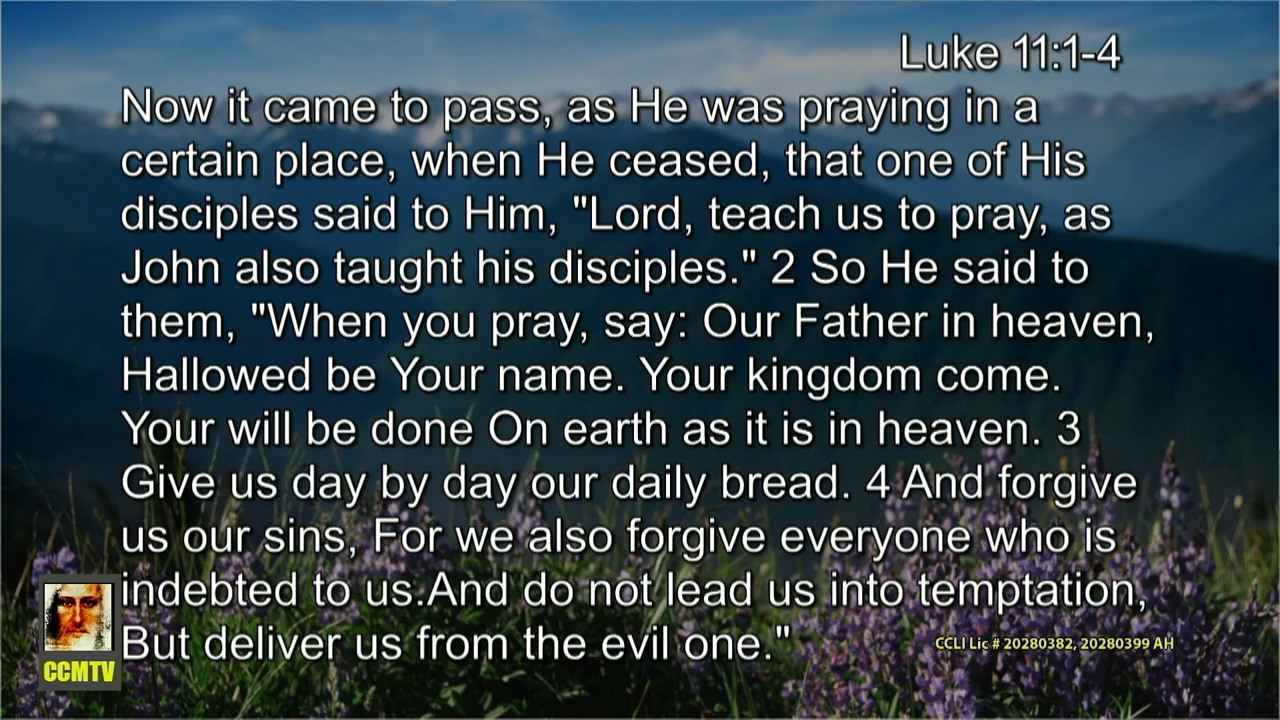 Luke 11:1-4
Now it came to pass, as He was praying in a
certain place, when He ceased, that one of His
disciples said to Him, "Lord, teach us to pray, as
John also taught his disciples." 2 So He said to
them, "When you pray, say: Our Father in heaven,
Hallowed be Your name. Your kingdom come.
Your will be done On earth as it is in heaven. 3
Give us day by day our daily bread. 4 And forgive
us our sins, For we also forgive everyone who is
indebted to us.And do not lead us into temptation,
But deliver us from the evil one."
CCLI Lic # 20280382, 20280399 AH
CCMTV